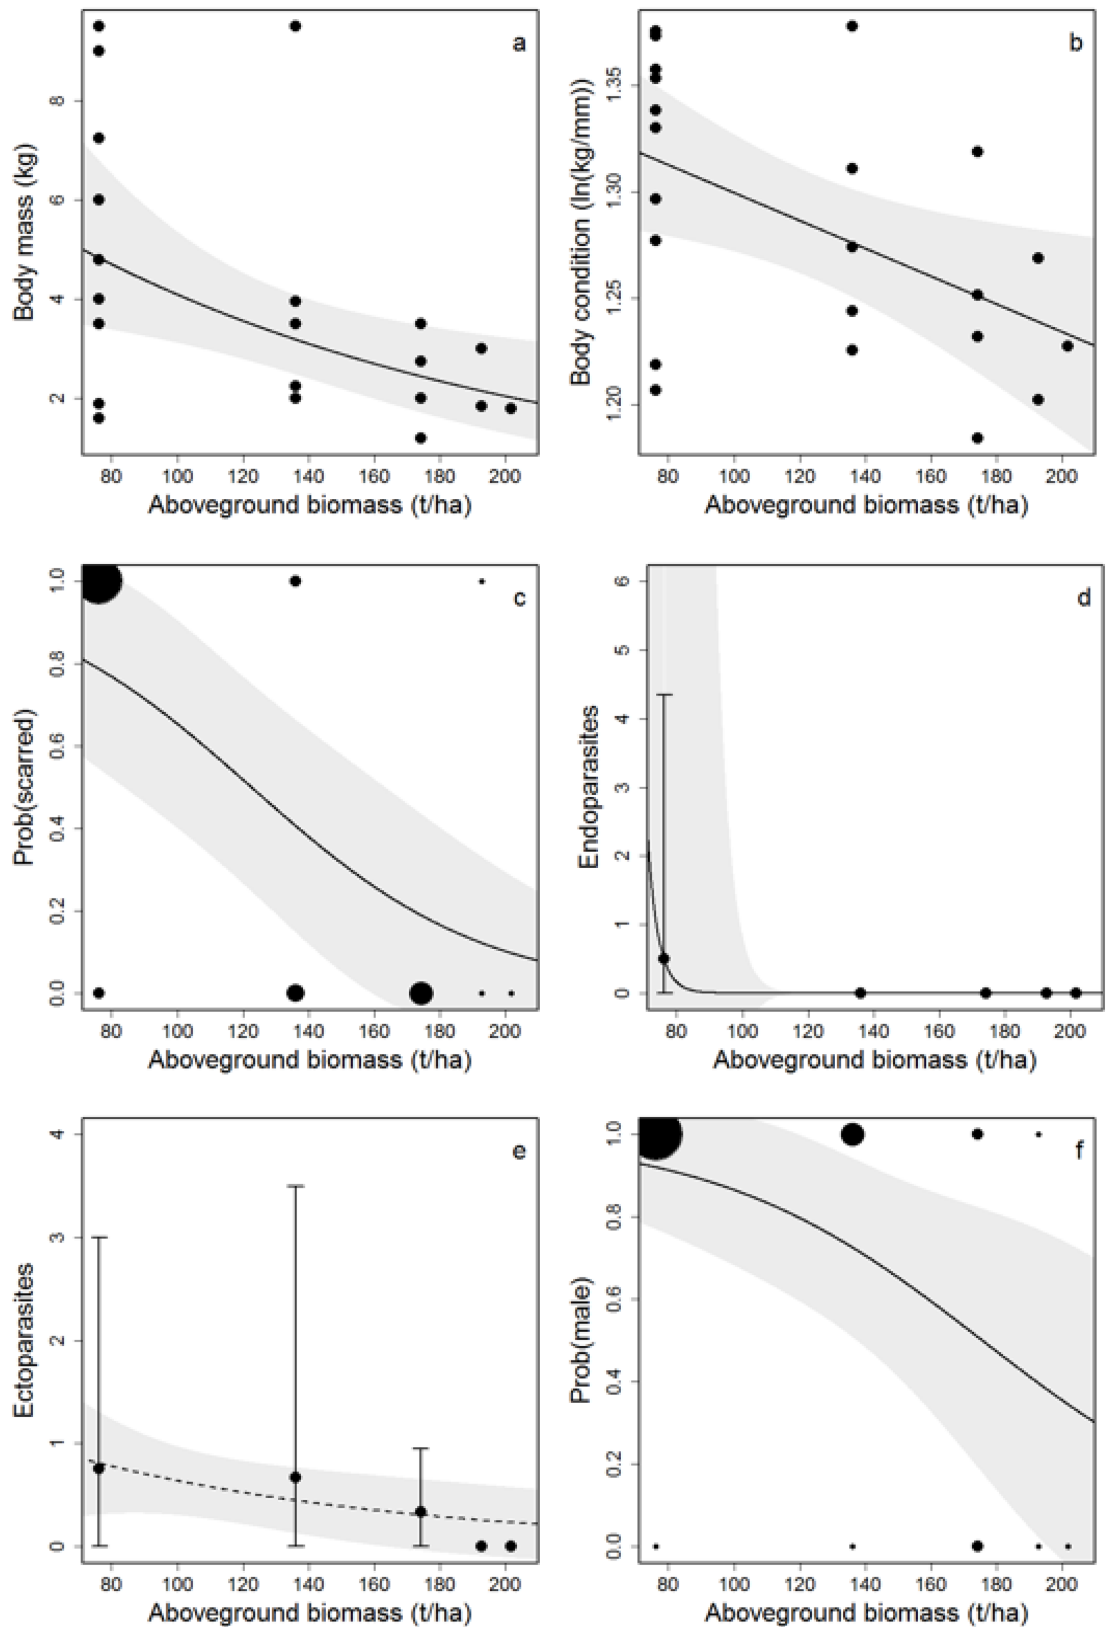 a
Body mass (kg)
8
6
4
2
80 100 120 140 160 180 200
Aboveground biomass (t/ha)
b
Body condition (ln(kg/mm))
1.35
1.30
1.25
1.20
80 100 120 140 160 180 200
Aboveground biomass (t/ha)
c
Prob(scarred)
1.0
0.8
0.6
0.4
0.2
0.0
80 100 120 140 160 180 200
Aboveground biomass (t/ha)
d
Endoparasites
6
5
4
3
2
1
0
80 100 120 140 160 180 200
Aboveground biomass (t/ha)
e
Ectoparasites
4
3
2
1
0
80 100 120 140 160 180 200
Aboveground biomass (t/ha)
f
Prob(male)
1.0
0.8
0.6
0.4
0.2
0.0
80 100 120 140 160 180 200
Aboveground biomass (t/ha)